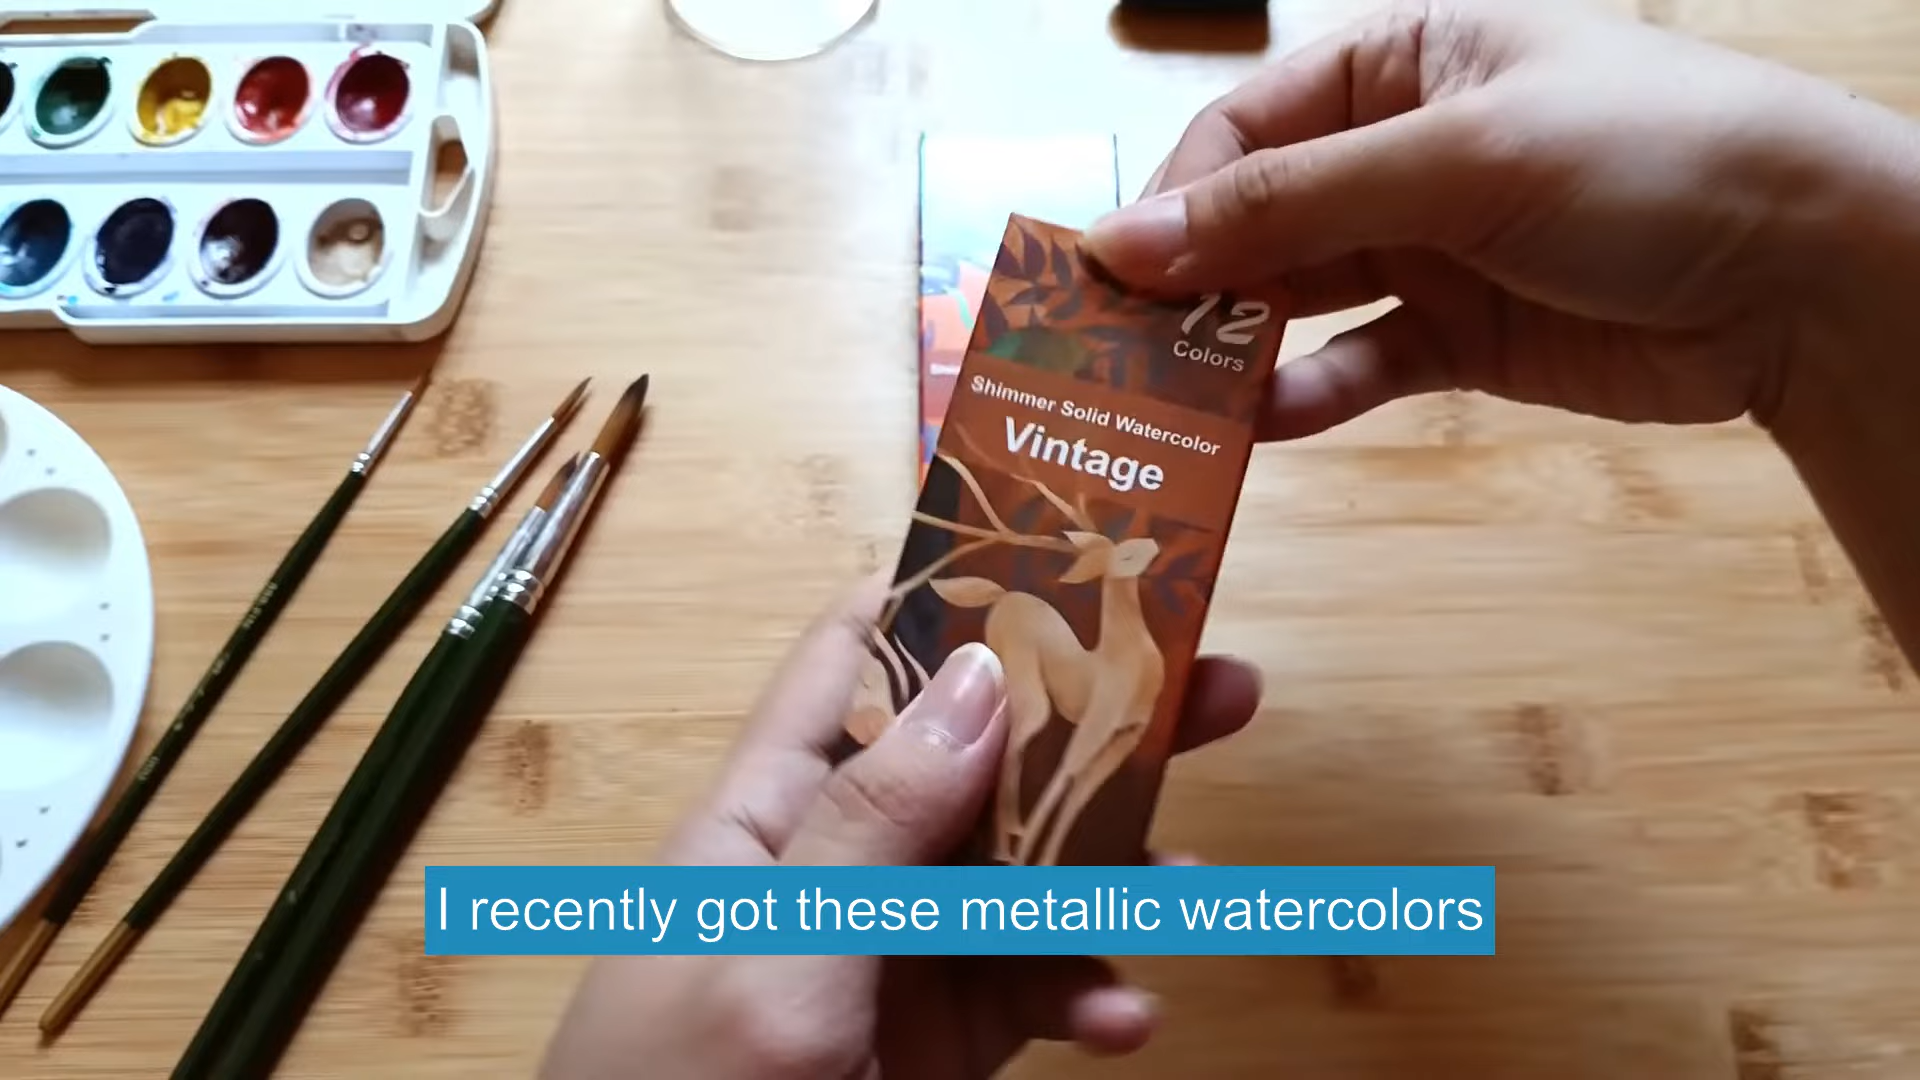 12
Colors
Shimmer Solid Watercolor
Vintage
I recently got these metallic watercolors